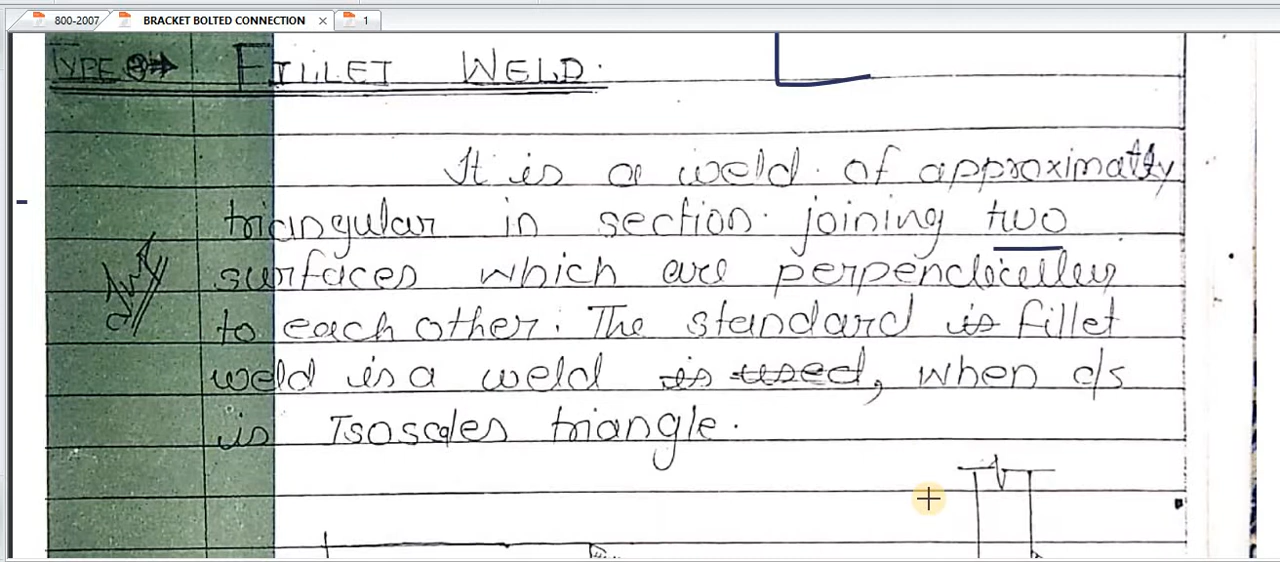 800-2007 BRACKET BOLTED CONNECTION × 1
TYPE FILLET WELD.
It is a weld of approximatly
triangular in section joining two
surfaces which are perpendiculley
to each other. The standard is fillet
weld is a weld is used, when c/s
is Isosceles triangle.